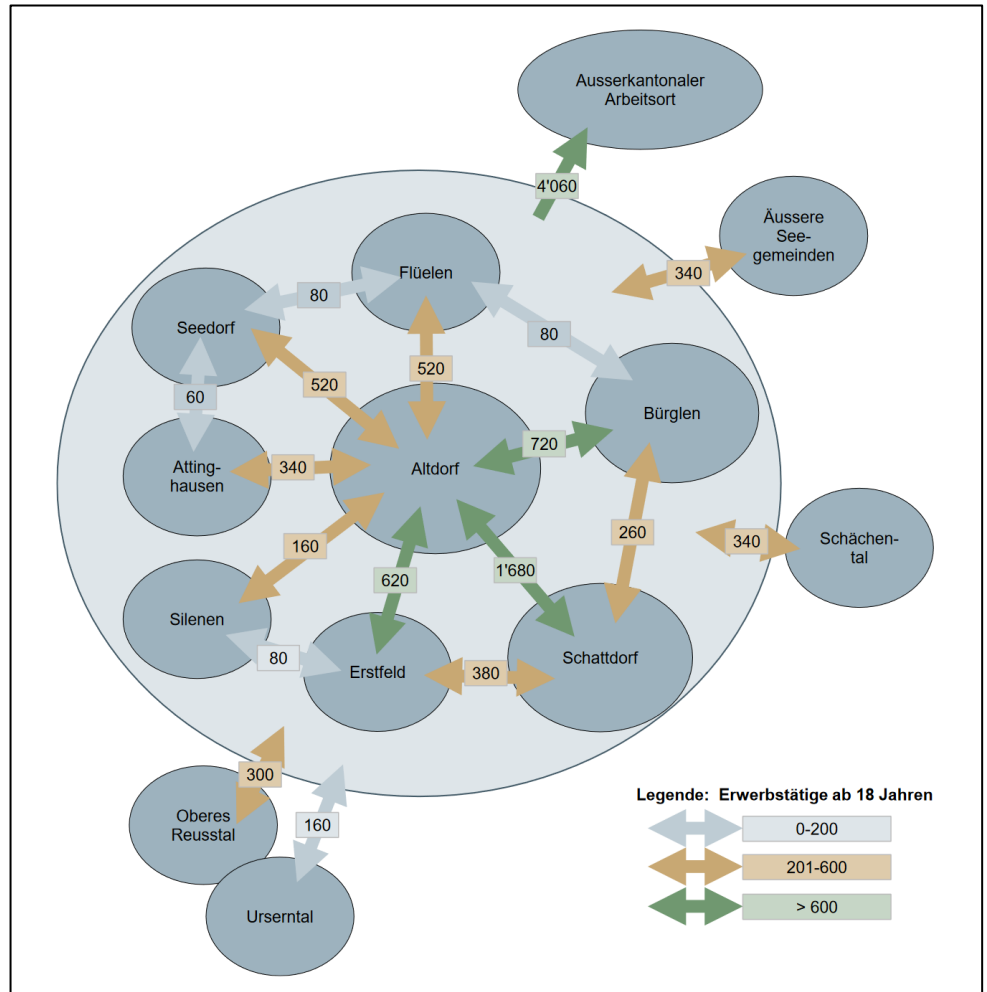 Ausserkantonaler
Arbeitsort
4'060
Äussere
See-
gemeinden
340
Flüelen
80
Seedorf
80
520
520
60
Bürglen
720
Altdorf
Atting-
hausen
340
260
340
Schächen-
tal
160
1'680
620
Silenen
80
Erstfeld
380
Schattdorf
300
Oberes
Reusstal
160
Urserntal
Legende: Erwerbstätige ab 18 Jahren
0-200
201-600
> 600